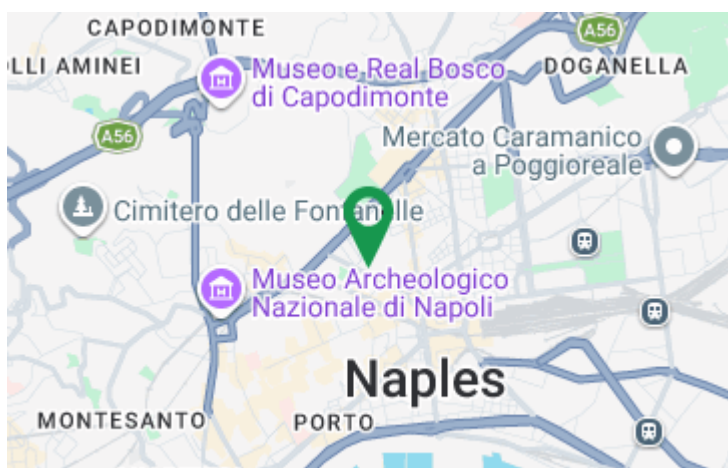 CAPODIMONTE
A56
OLLI AMINEI
Museo e Real Bosco
di Capodimonte
DOGANELLA
A56
Mercato Caramanico
a Poggioreale
Cimitero delle Fontanelle
Museo Archeologico
Nazionale di Napoli
Naples
MONTESANTO
PORTO